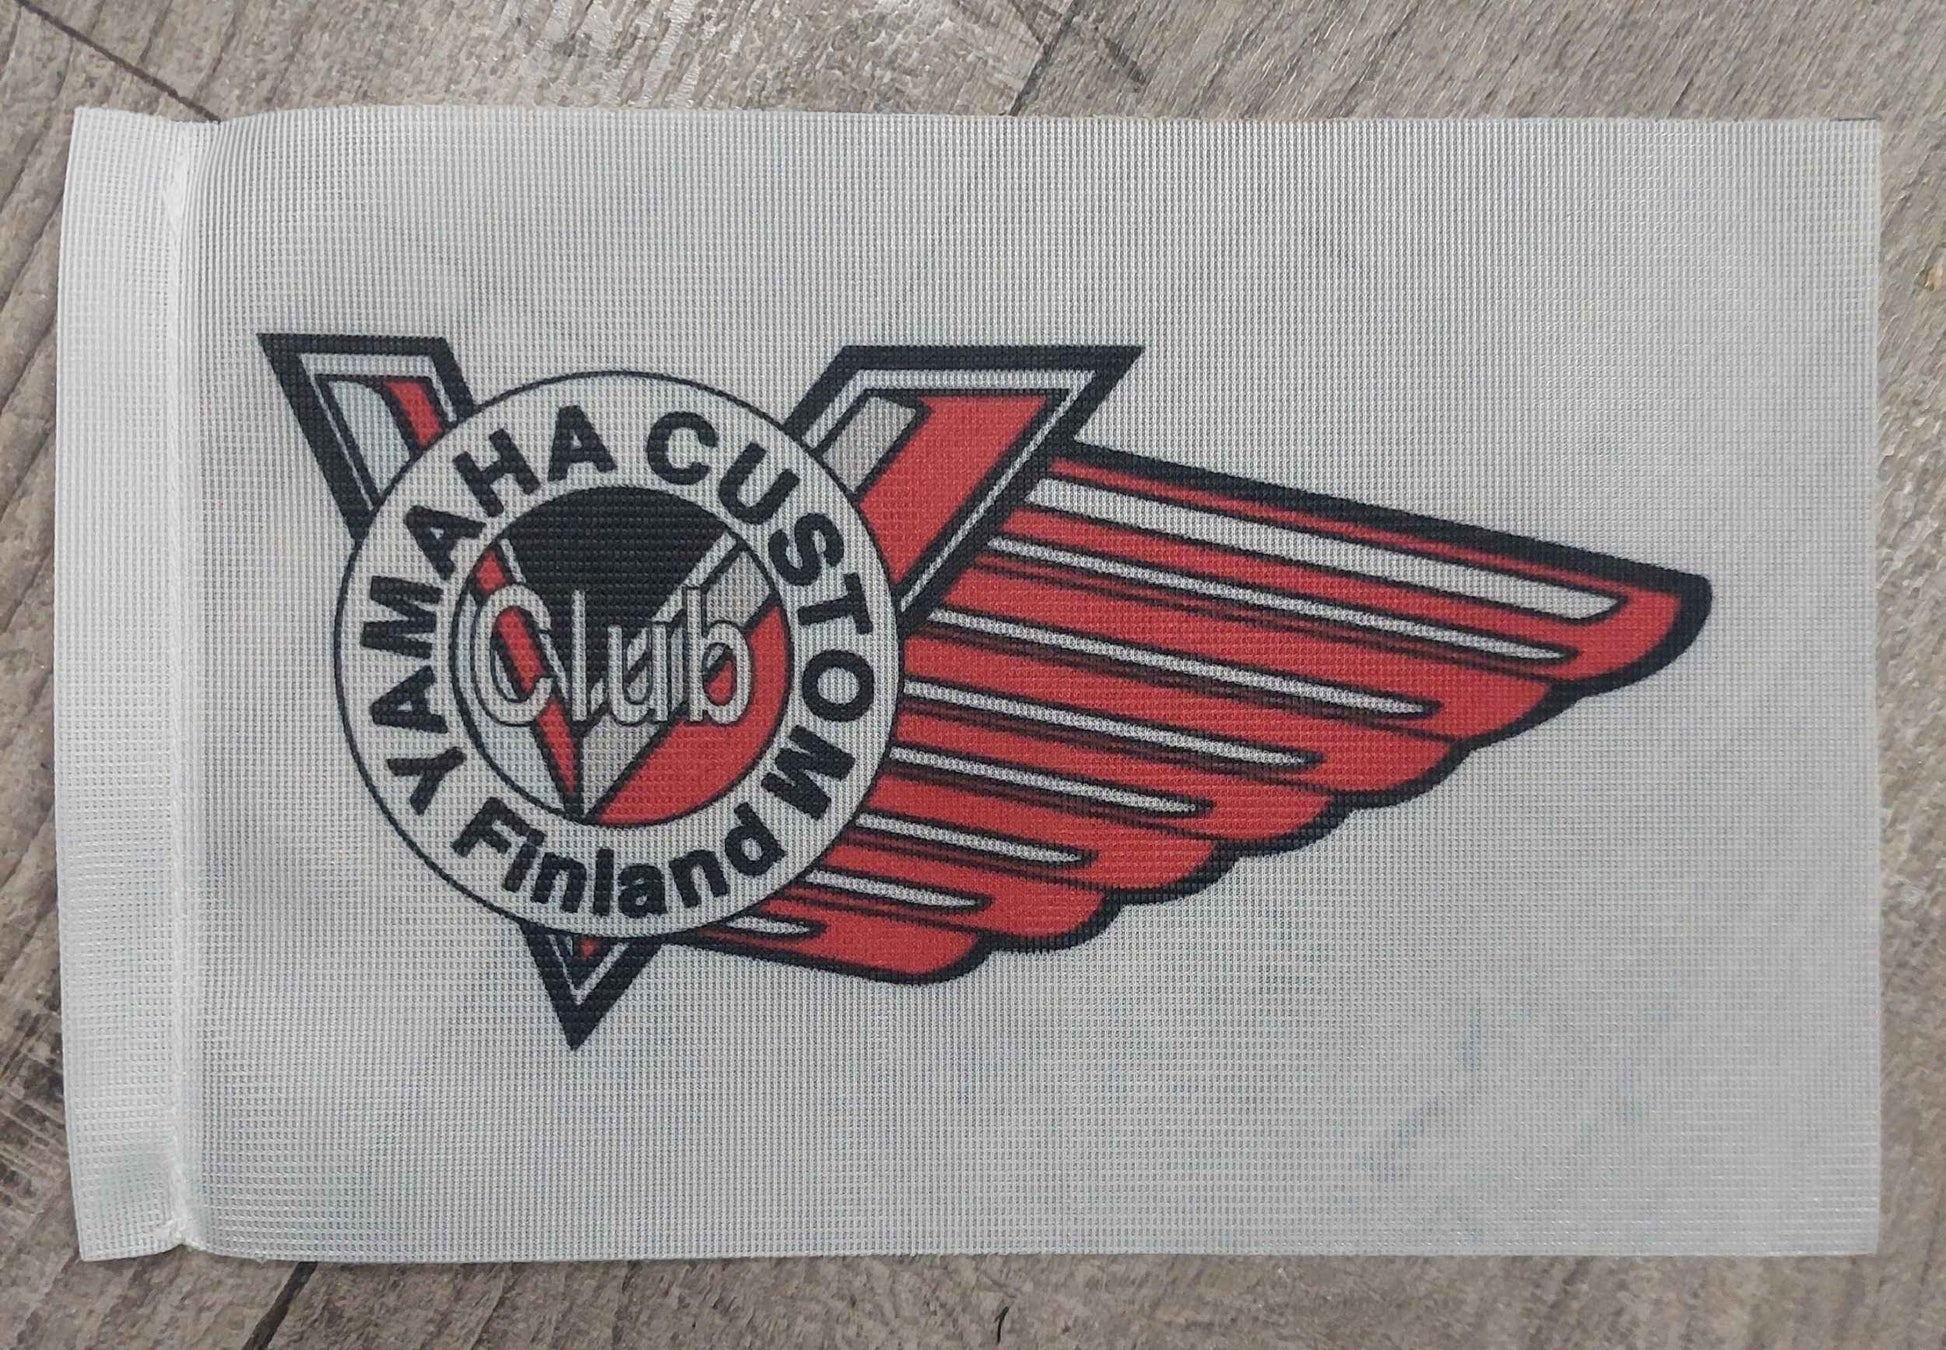 YAMAHA CUSTOM
Club
Finland